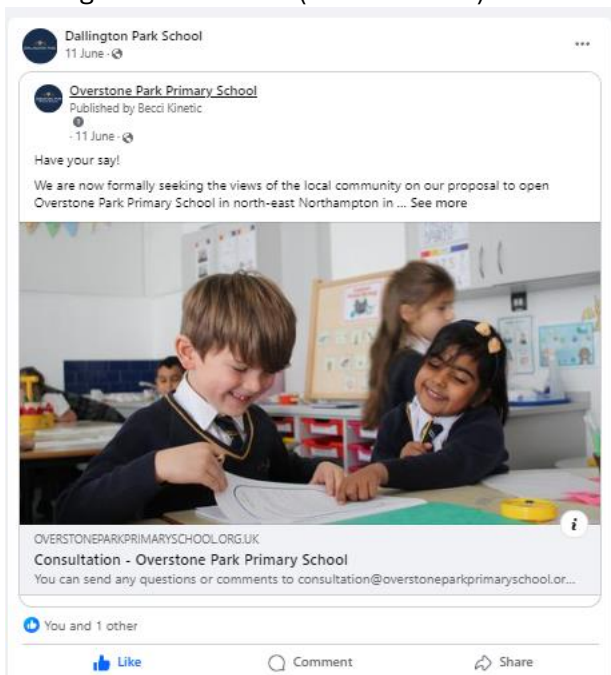 Dallington Park School
11 June ·
Overstone Park Primary School
Published by Becci Kinetic
· 11 June ·
Have your say!
We are now formally seeking the views of the local community on our proposal to open
Overstone Park Primary School in north-east Northampton in ... See more
i
OVERSTONEPARKPRIMARYSCHOOL.ORG.UK
Consultation - Overstone Park Primary School
You can send any questions or comments to consultation@overstoneparkprimaryschool.or...
You and 1 other
Like
Comment
Share